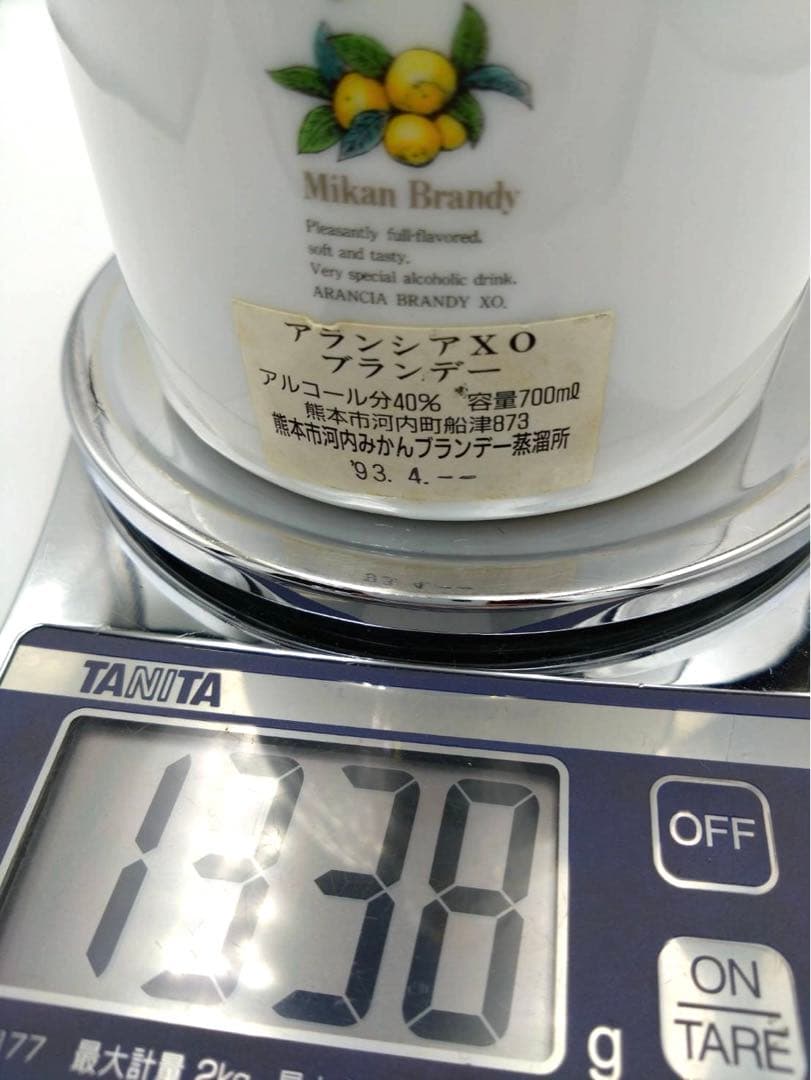 Mikan Brandy
Pleasantly full-flavored.
soft and tasty.
Very special alcoholic drink.
ARANCIA BRANDY XO.
アランシアXO
ブランデー
アルコール分40% 容量700ml
熊本市河内町船津873
熊本市河内みかんブランデー蒸溜所
'93. 4.--
TANITA
1338
g
OFF
ON
TARE
177 最大計量 2kg